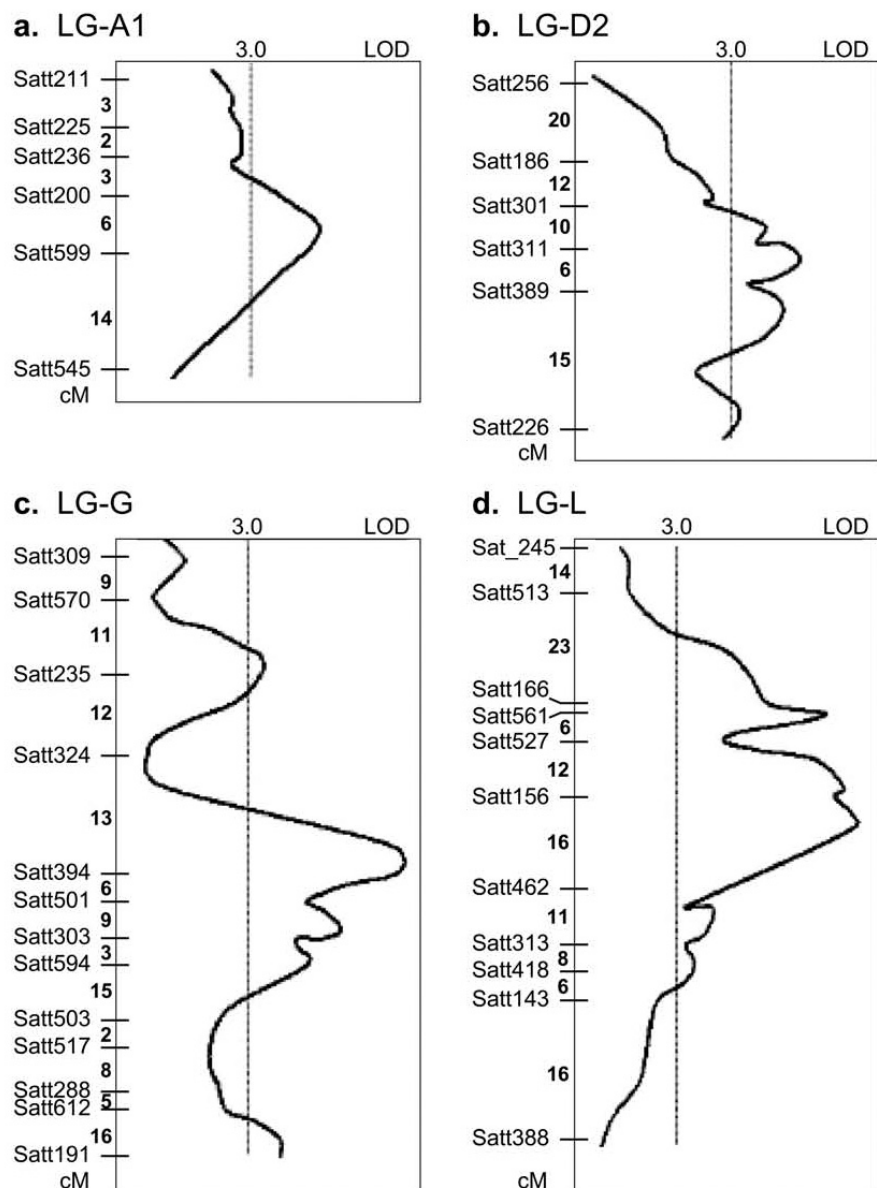 a. LG-A1
3.0 LOD
Satt211
3
Satt225
2
Satt236
3
Satt200
6
Satt599
14
Satt545
cM
b. LG-D2
3.0 LOD
Satt256
20
Satt186
12
Satt301
10
Satt311
6
Satt389
15
Satt226
cM
c. LG-G
3.0 LOD
Satt309
9
Satt570
11
Satt235
12
Satt324
13
Satt394
6
Satt501
9
Satt303
3
Satt594
15
Satt503
2
Satt517
8
Satt288
5
Satt612
16
Satt191
cM
d. LG-L
3.0 LOD
Sat_245
14
Satt513
23
Satt166
Satt561
6
Satt527
12
Satt156
16
Satt462
11
Satt313
8
Satt418
6
Satt143
16
Satt388
cM